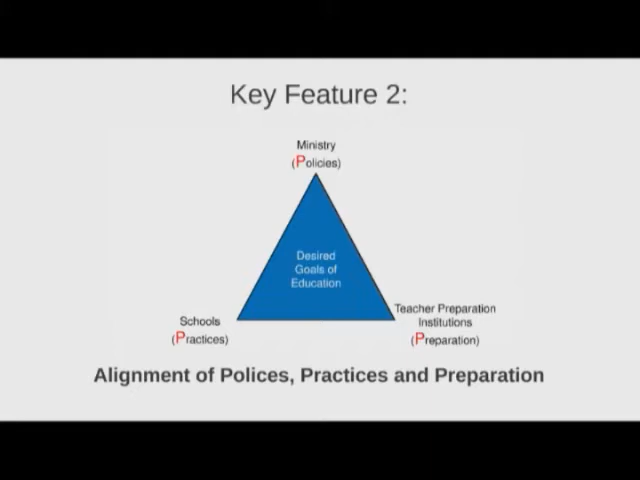 Key Feature 2:
Ministry
(Policies)
Desired
Goals of
Education
Schools
(Practices)
Teacher Preparation
Institutions
(Preparation)
Alignment of Polices, Practices and Preparation